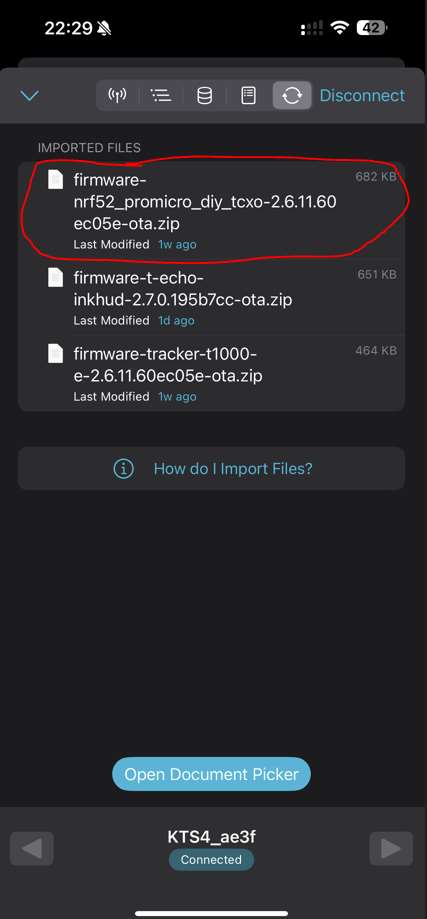 22:29
42
Disconnect
IMPORTED FILES
firmware-
nrf52_promicro_diy_tcxo-2.6.11.60
ec05e-ota.zip
682 KB
Last Modified 1w ago
firmware-t-echo-
inkhud-2.7.0.195b7cc-ota.zip
651 KB
Last Modified 1d ago
firmware-tracker-t1000-
e-2.6.11.60ec05e-ota.zip
464 KB
Last Modified 1w ago
How do I Import Files?
Open Document Picker
KTS4_ae3f
Connected